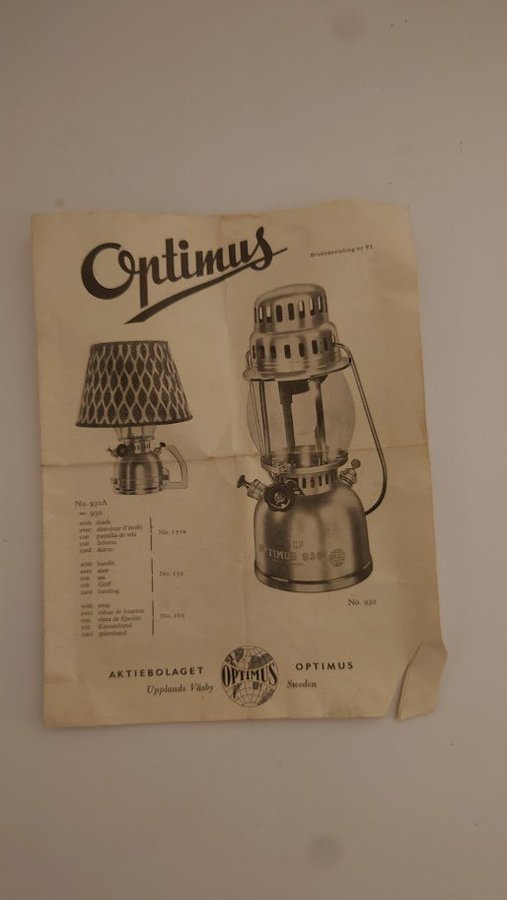 Optimus
Bruksanvisning nr 91
No. 930A
= 930
with shade
avec abat-jour d'étoffe
con pantalla de tela
mit Schirm
med skärm
No. 1520
with handle
avec anse
con asa
mit Griff
med handtag
No. 159
with strap
avec ruban de fixation
con cinta de fijación
mit Klemmband
med spännband
No. 160
OPTIMUS 930
No. 930
AKTIEBOLAGET OPTIMUS OPTIMUS
Upplands Väsby Sweden